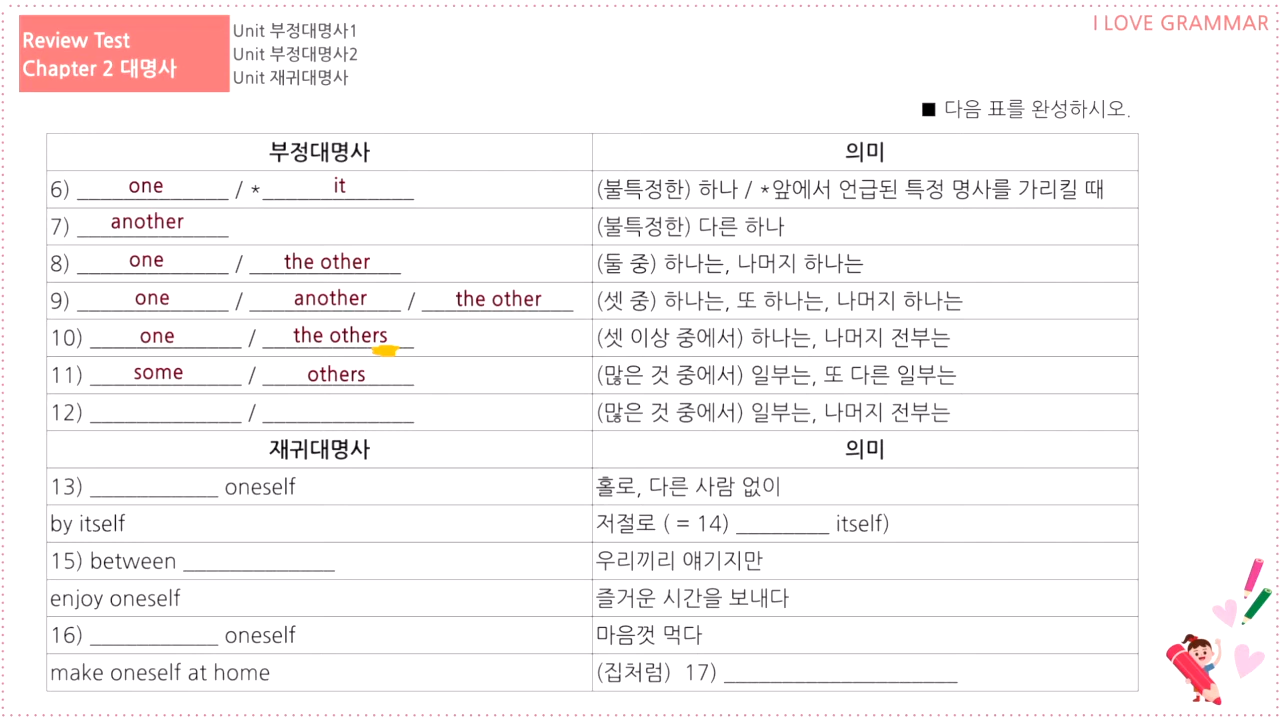 Review Test
Chapter 2 대명사
Unit 부정대명사1
Unit 부정대명사2
Unit 재귀대명사
I LOVE GRAMMAR
■ 다음 표를 완성하시오.
부정대명사 의미
6) one / * it (불특정한) 하나 / *앞에서 언급된 특정 명사를 가리킬 때
7) another (불특정한) 다른 하나
8) one / the other (둘 중) 하나는, 나머지 하나는
9) one / another / the other (셋 중) 하나는, 또 하나는, 나머지 하나는
10) one / the others (셋 이상 중에서) 하나는, 나머지 전부는
11) some / others (많은 것 중에서) 일부는, 또 다른 일부는
12) _____________ / _____________ (많은 것 중에서) 일부는, 나머지 전부는
재귀대명사 의미
13) ___________ oneself 홀로, 다른 사람 없이
by itself 저절로 ( = 14) ________ itself)
15) between _____________ 우리끼리 얘기지만
enjoy oneself 즐거운 시간을 보내다
16) ___________ oneself 마음껏 먹다
make oneself at home (집처럼) 17) ____________________